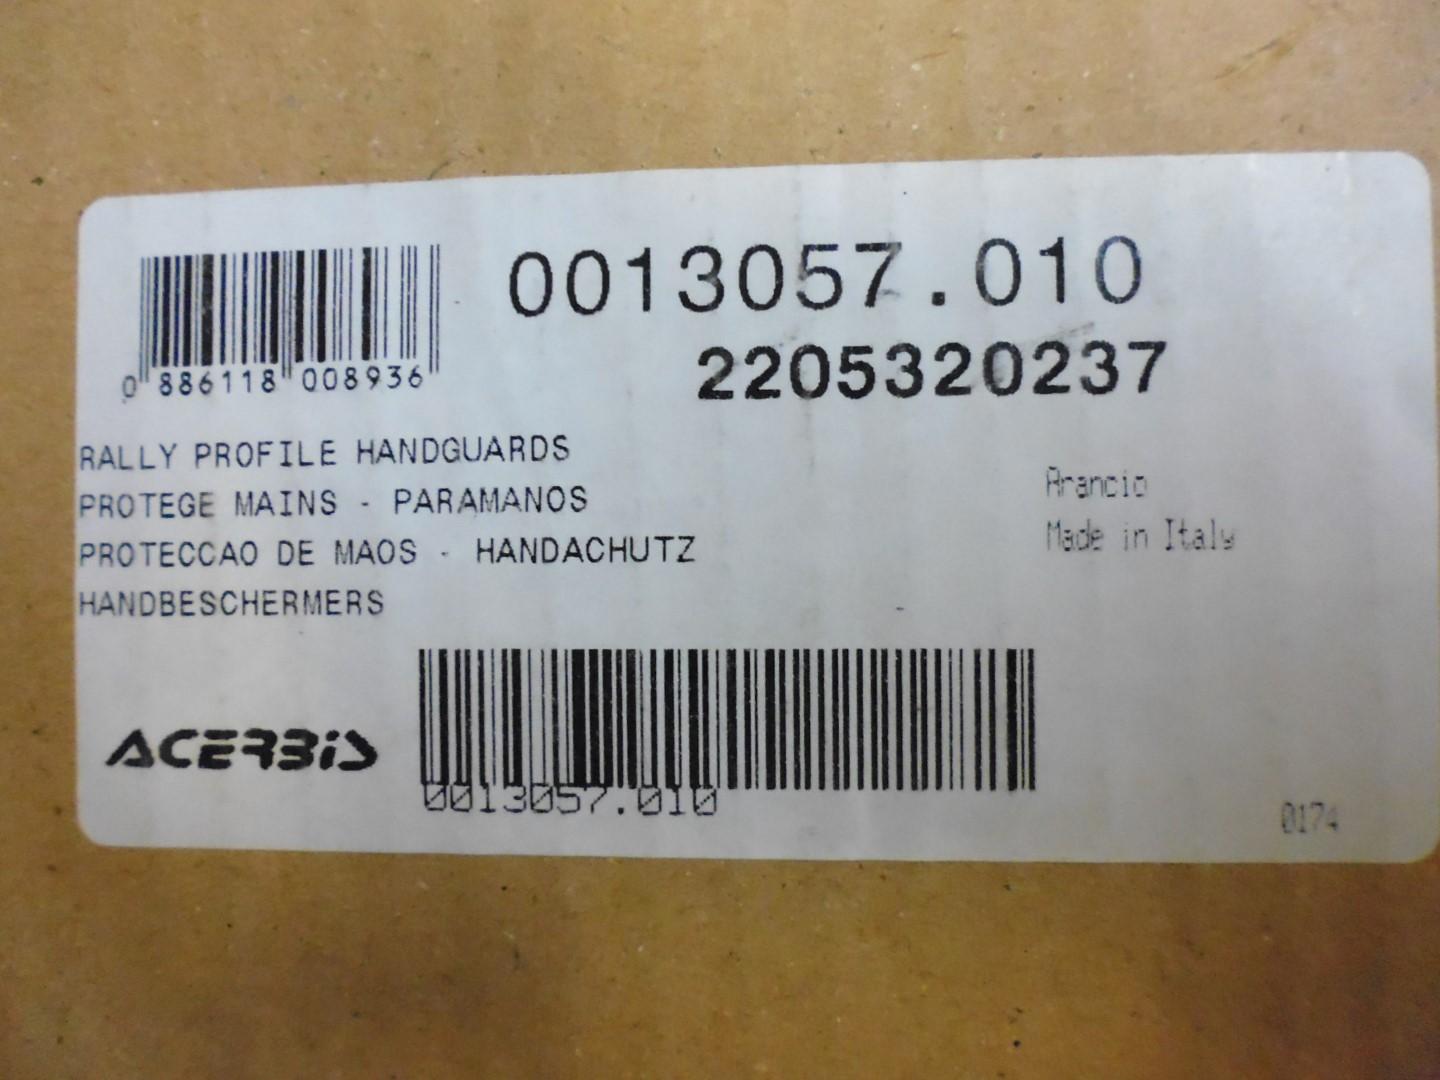 0013057.010
2205320237
0 886118 008936
RALLY PROFILE HANDGUARDS
PROTEGE MAINS - PARAMANOS
PROTECCAO DE MAOS - HANDACHUTZ
HANDBESCHERMERS
Arancio
Made in Italy
ACERBIS
0013057.010
0174